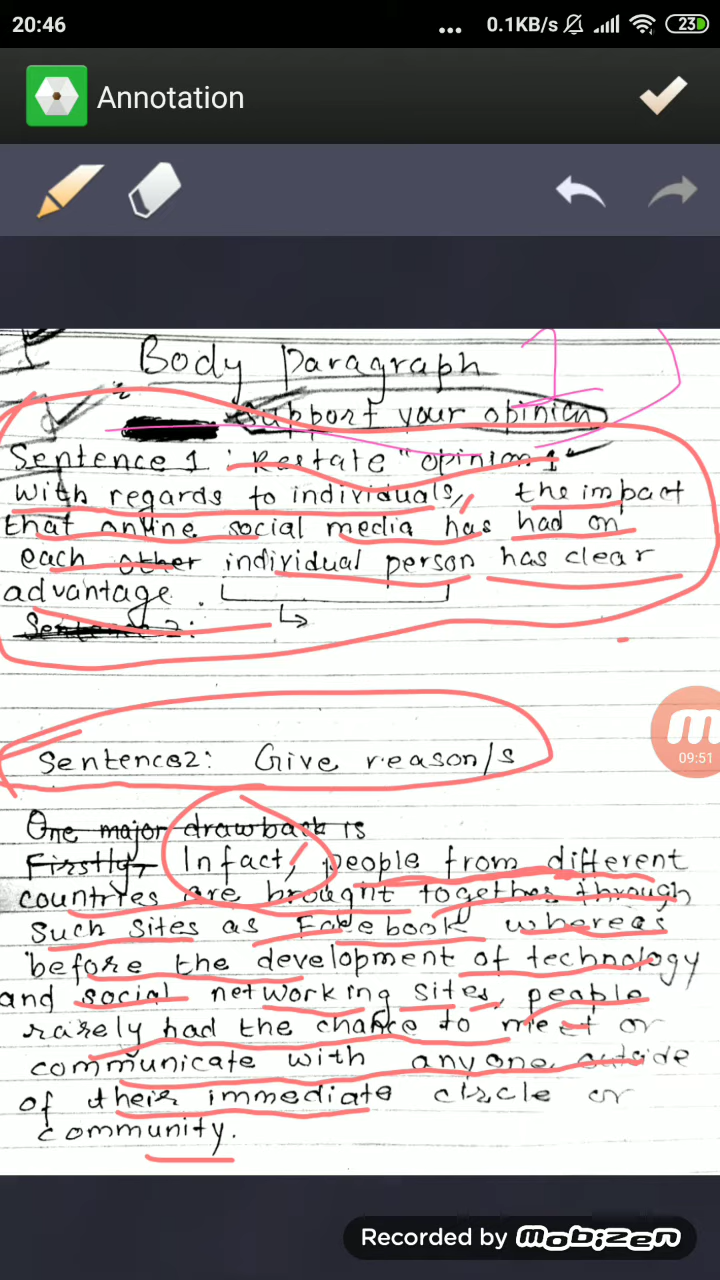 20:46 ... 0.1KB/s 23
Annotation
Body Paragraph 1
Support your opinion
Sentence 1 : Restate "opinion 1"
with regards to individuals, the impact
that online social media has had on
each other individual person has clear
advantage.
Sentence 2:
09:51
Sentence2: Give reason/s
One major drawback is
Firstly, Infact, people from different
countries are brought together through
such sites as Facebook whereas
before the development of technology
and social networking sites, people
rarely had the chance to meet or
communicate with anyone outside
of their immediate circle or
community.
Recorded by mobizen